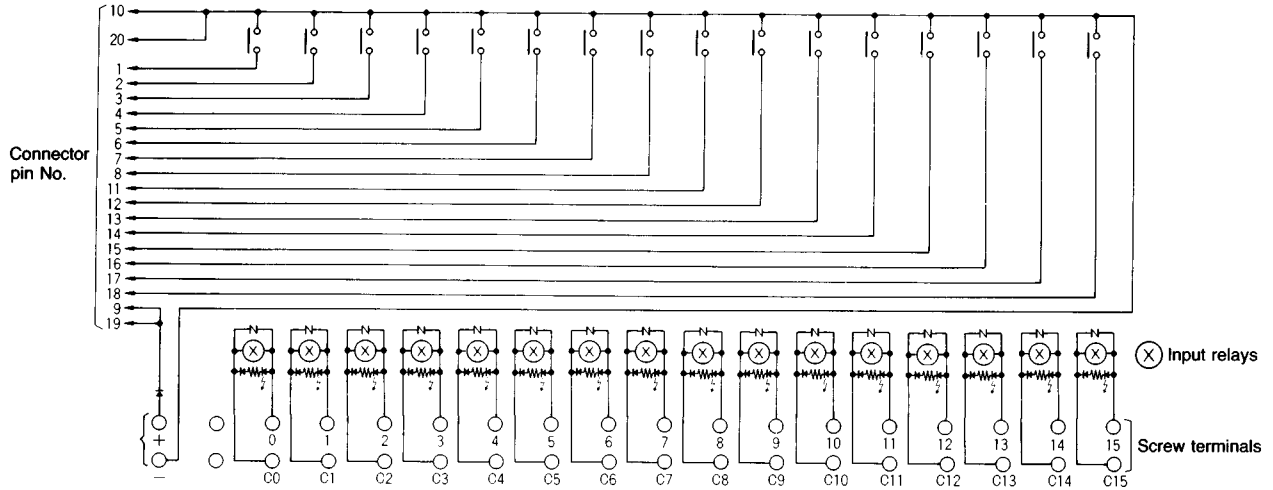 10
20
1
2
3
4
5
6
7
8
11
12
13
14
15
16
17
18
9
19
Connector
pin No.
N N N N N N N N N N N N N N N N
X X X X X X X X X X X X X X X X
X Input relays
+ 0 1 2 3 4 5 6 7 8 9 10 11 12 13 14 15
Screw terminals
− C0 C1 C2 C3 C4 C5 C6 C7 C8 C9 C10 C11 C12 C13 C14 C15